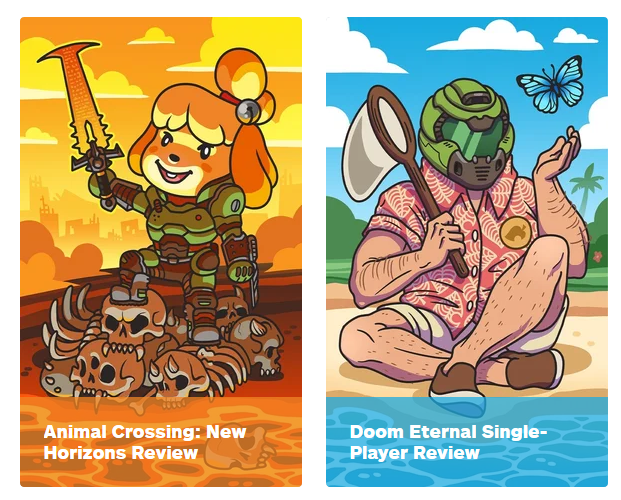 Animal Crossing: New
Horizons Review
Doom Eternal Single-
Player Review